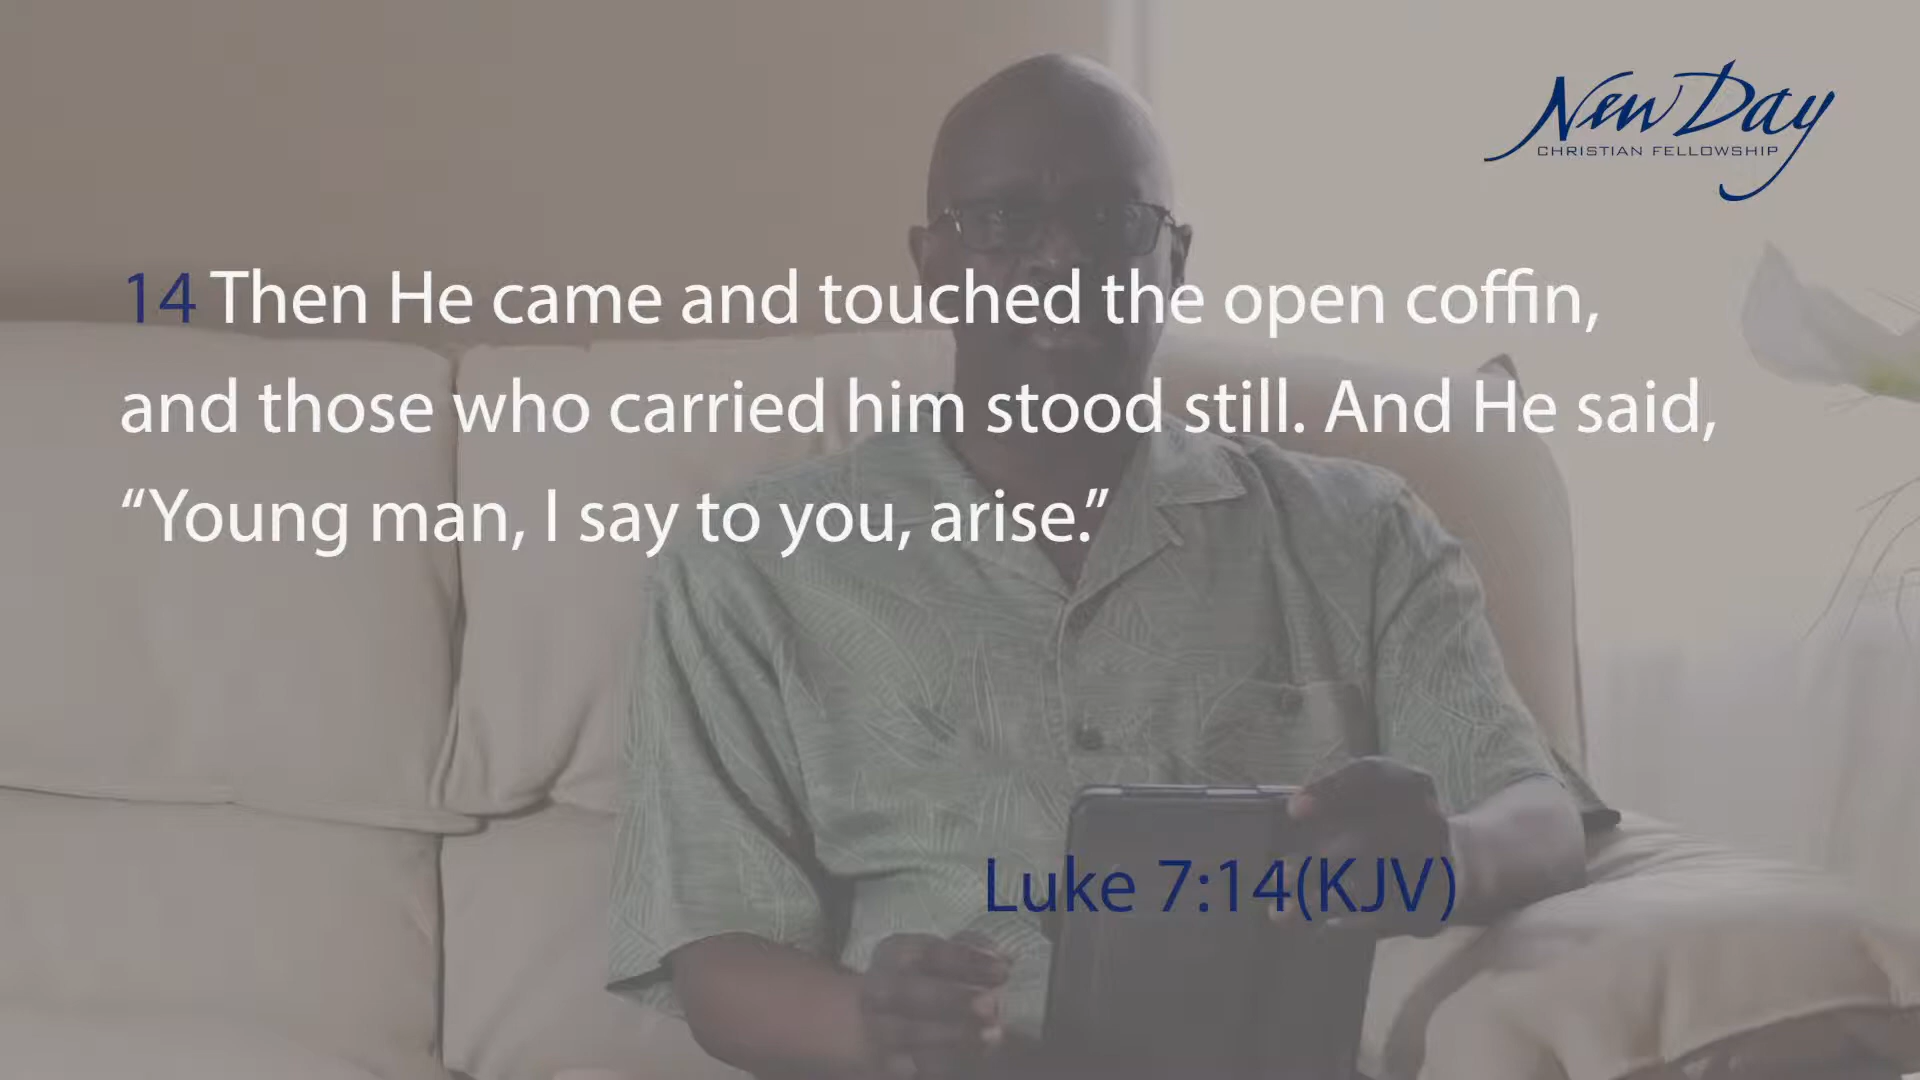 New Day
CHRISTIAN FELLOWSHIP
14 Then He came and touched the open coffin,
and those who carried him stood still. And He said,
“Young man, I say to you, arise.”
Luke 7:14(KJV)